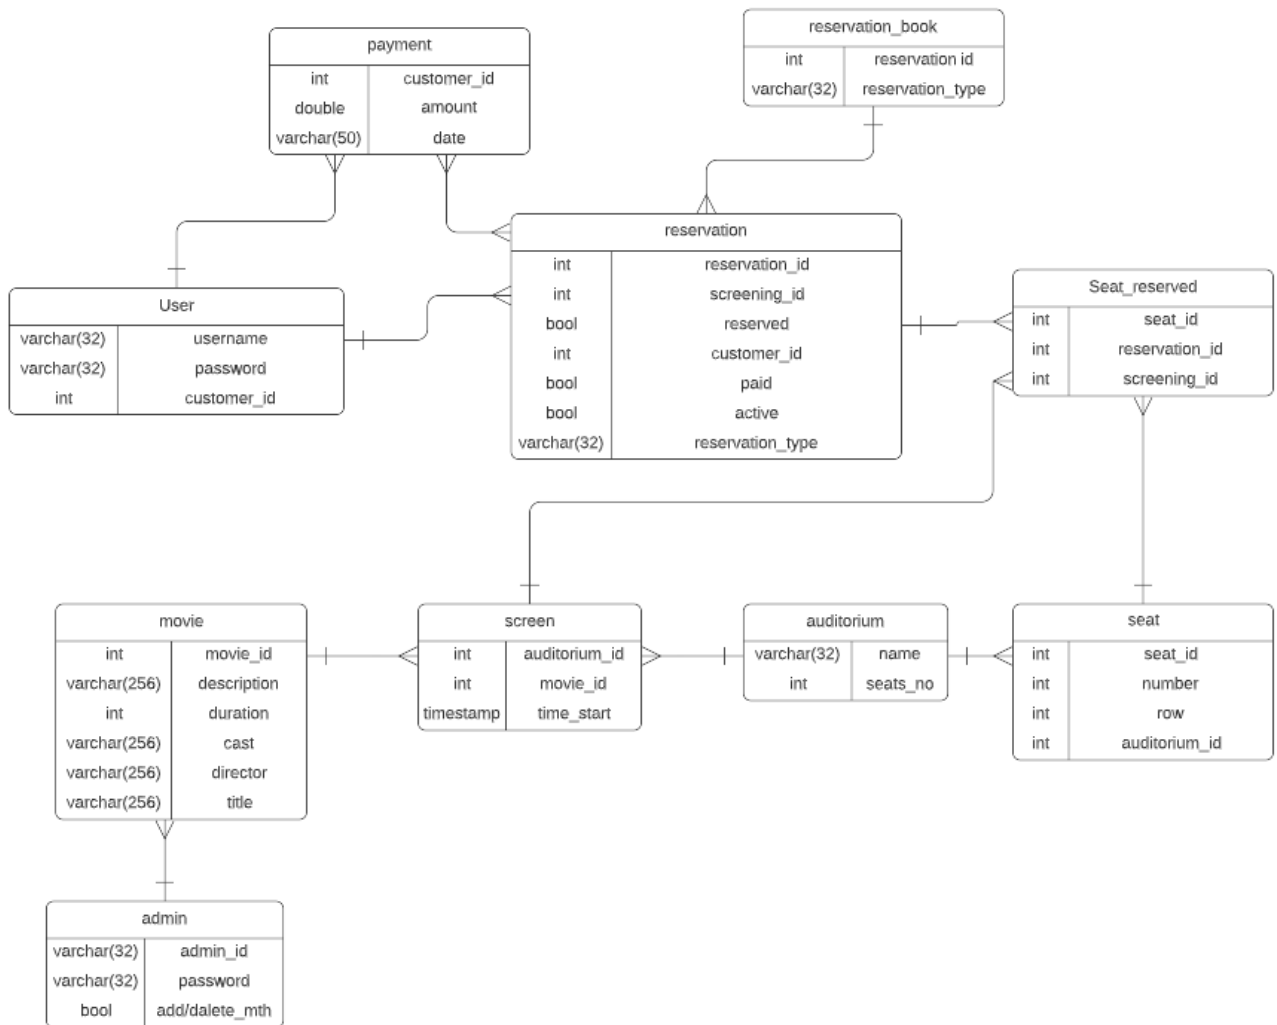 payment
int customer_id
double amount
varchar(50) date
reservation_book
int reservation id
varchar(32) reservation_type
User
varchar(32) username
varchar(32) password
int customer_id
reservation
int reservation_id
int screening_id
bool reserved
int customer_id
bool paid
bool active
varchar(32) reservation_type
Seat_reserved
int seat_id
int reservation_id
int screening_id
movie
int movie_id
varchar(256) description
int duration
varchar(256) cast
varchar(256) director
varchar(256) title
screen
int auditorium_id
int movie_id
timestamp time_start
auditorium
varchar(32) name
int seats_no
seat
int seat_id
int number
int row
int auditorium_id
admin
varchar(32) admin_id
varchar(32) password
bool add/dalete_mth